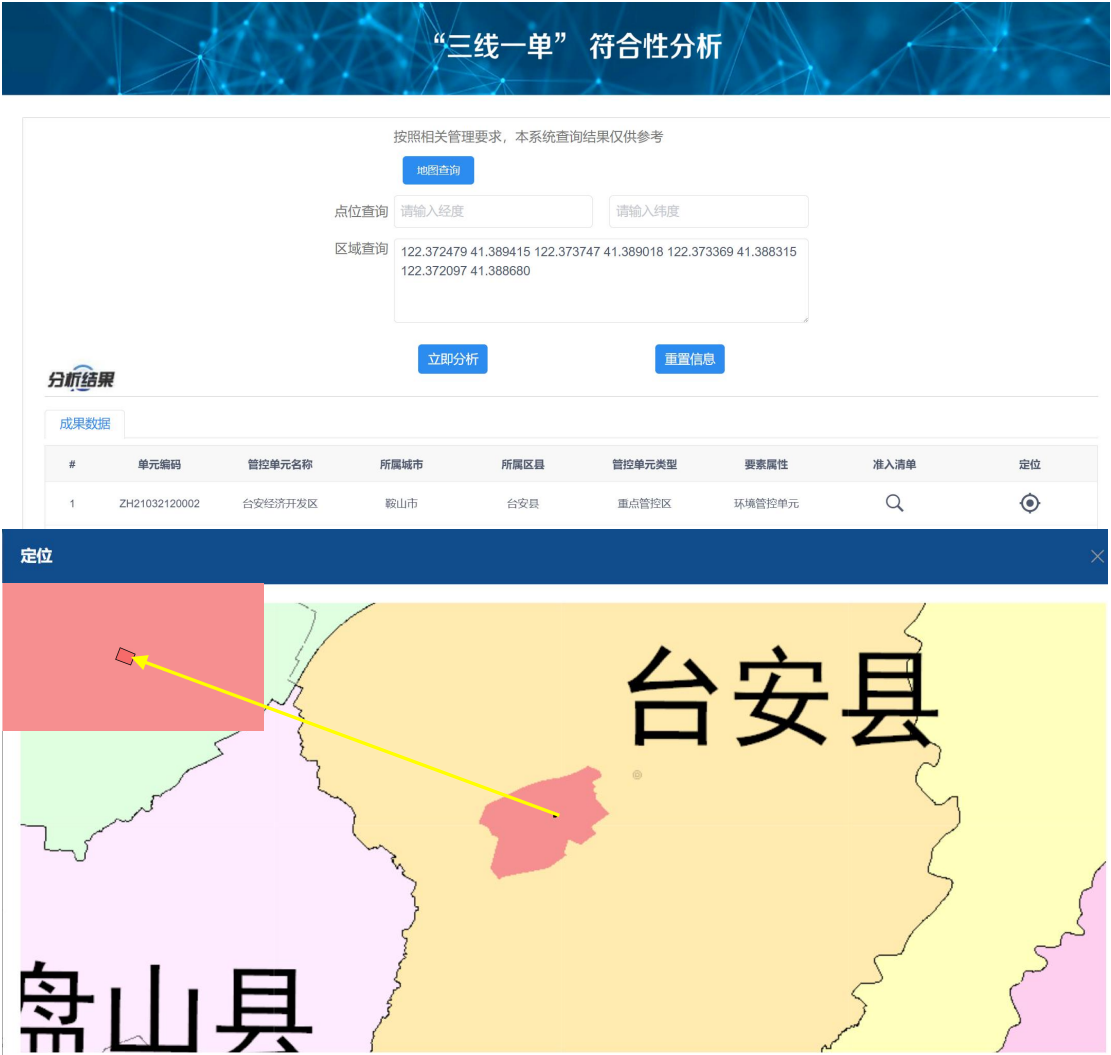 “三线一单” 符合性分析
按照相关管理要求，本系统查询结果仅供参考
地图查询
点位查询 请输入经度 请输入纬度
区域查询 122.372479 41.389415 122.373747 41.389018 122.373369 41.388315
122.372097 41.388680
立即分析 重置信息
分析结果
成果数据
# 单元编码 管控单元名称 所属城市 所属区县 管控单元类型 要素属性 准入清单 定位
1 ZH21032120002 台安经济开发区 鞍山市 台安县 重点管控区 环境管控单元
定位
台安县
盘山县